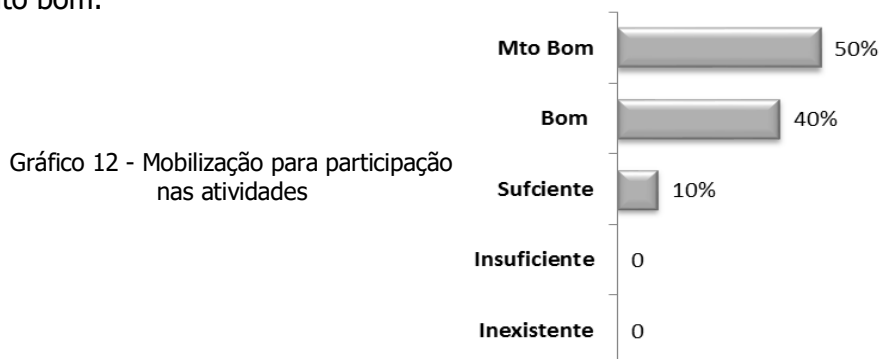 to bom.
Mto Bom
50%
Bom
40%
Gráfico 12 - Mobilização para participação
nas atividades
Sufciente
10%
Insuficiente
0
Inexistente
0